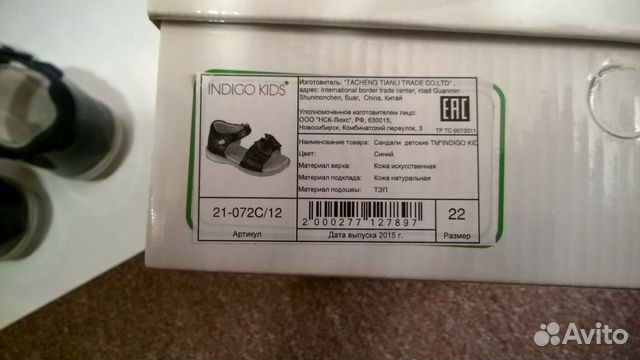 INDIGO KIDS®
Изготовитель: "TACHENG TIANLI TRADE CO.LTD" ,
адрес: International border trade center, road Guanmin
Shunmonchen, Suar, China, Китай
Уполномоченное изготовителем лицо:
ООО "НСК-Люкс", РФ, 630015,
Новосибирск, Комбинатский переулок, 3
ЕАС
ТР ТС 007/2011
Наименование товара: Сандали детские ТМ"INDIGO KID
Цвет: Синий
Материал верха: Кожа искусственная
Материал подклада: Кожа натуральная
Материал подошвы: ТЭП
21-072C/12
Артикул
2 000277 127897
Дата выпуска 2015 г.
22
Размер
Avito